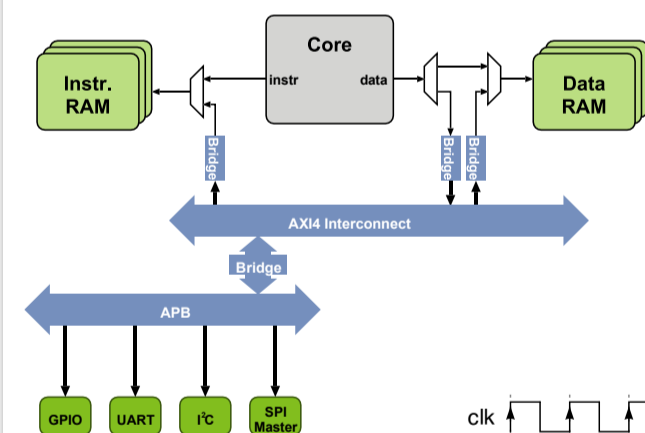 Core
Instr.
RAM
instr
data
Data
RAM
Bridge
Bridge
Bridge
AXI4 Interconnect
Bridge
APB
GPIO
UART
I²C
SPI
Master
clk